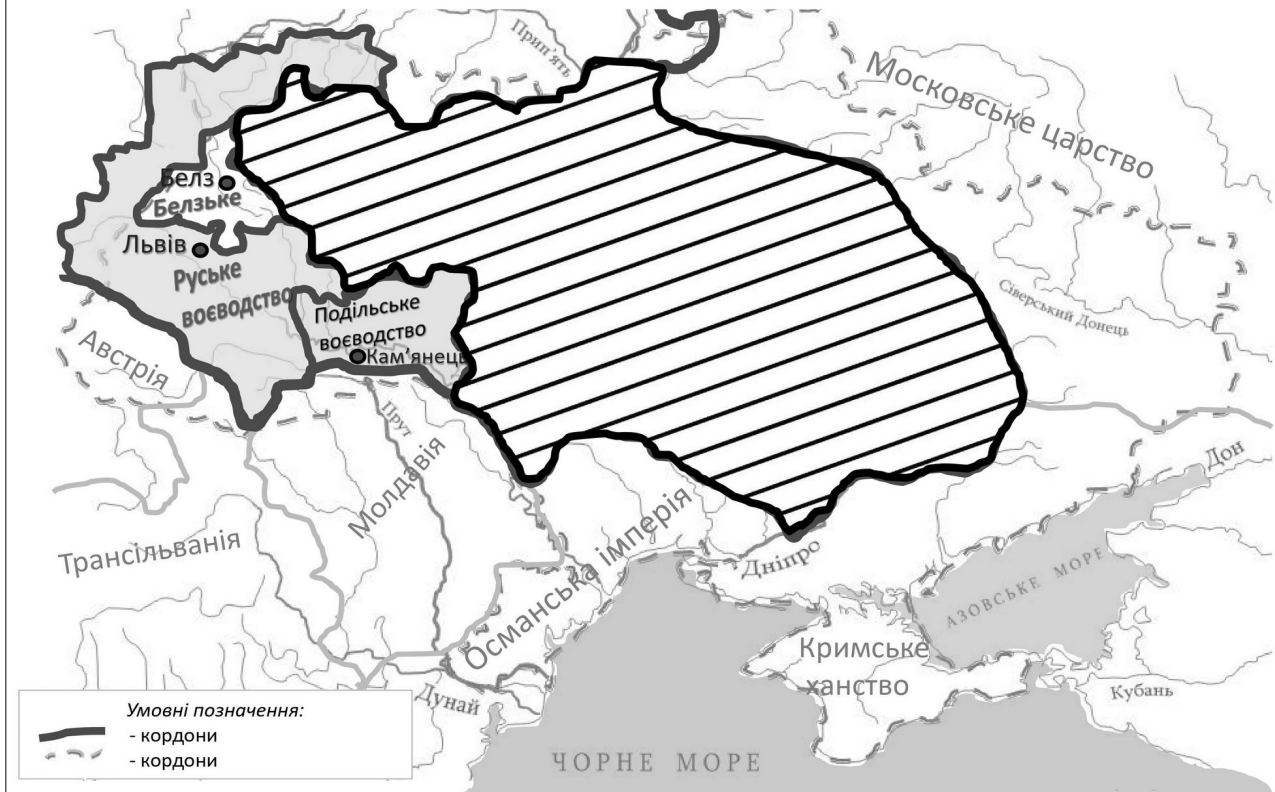 Прип'ять
Московське царство
Белз
Белзьке
Львів
Руське
воєводство
Подільське
воєводство
Кам'янець
Сіверський Донець
Австрія
Прут
Молдавія
Трансільванія
Османська імперія
Дніпро
Дон
АЗОВСЬКЕ МОРЕ
Кримське
ханство
Дунай
Кубань
ЧОРНЕ МОРЕ
Умовні позначення:
- кордони
- кордони